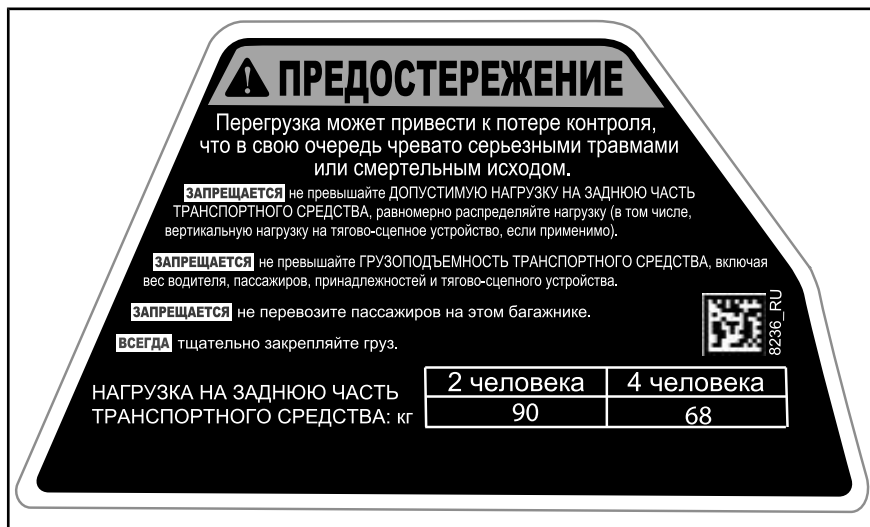 ПРЕДОСТЕРЕЖЕНИЕ
Перегрузка может привести к потере контроля,
что в свою очередь чревато серьезными травмами
или смертельным исходом.
ЗАПРЕЩАЕТСЯ не превышайте ДОПУСТИМУЮ НАГРУЗКУ НА ЗАДНЮЮ ЧАСТЬ
ТРАНСПОРТНОГО СРЕДСТВА, равномерно распределяйте нагрузку (в том числе,
вертикальную нагрузку на тягово-сцепное устройство, если применимо).
ЗАПРЕЩАЕТСЯ не превышайте ГРУЗОПОДЪЕМНОСТЬ ТРАНСПОРТНОГО СРЕДСТВА, включая
вес водителя, пассажиров, принадлежностей и тягово-сцепного устройства.
ЗАПРЕЩАЕТСЯ не перевозите пассажиров на этом багажнике.
ВСЕГДА тщательно закрепляйте груз.
8236_RU
НАГРУЗКА НА ЗАДНЮЮ ЧАСТЬ
ТРАНСПОРТНОГО СРЕДСТВА: кг
2 человека 4 человека
90 68